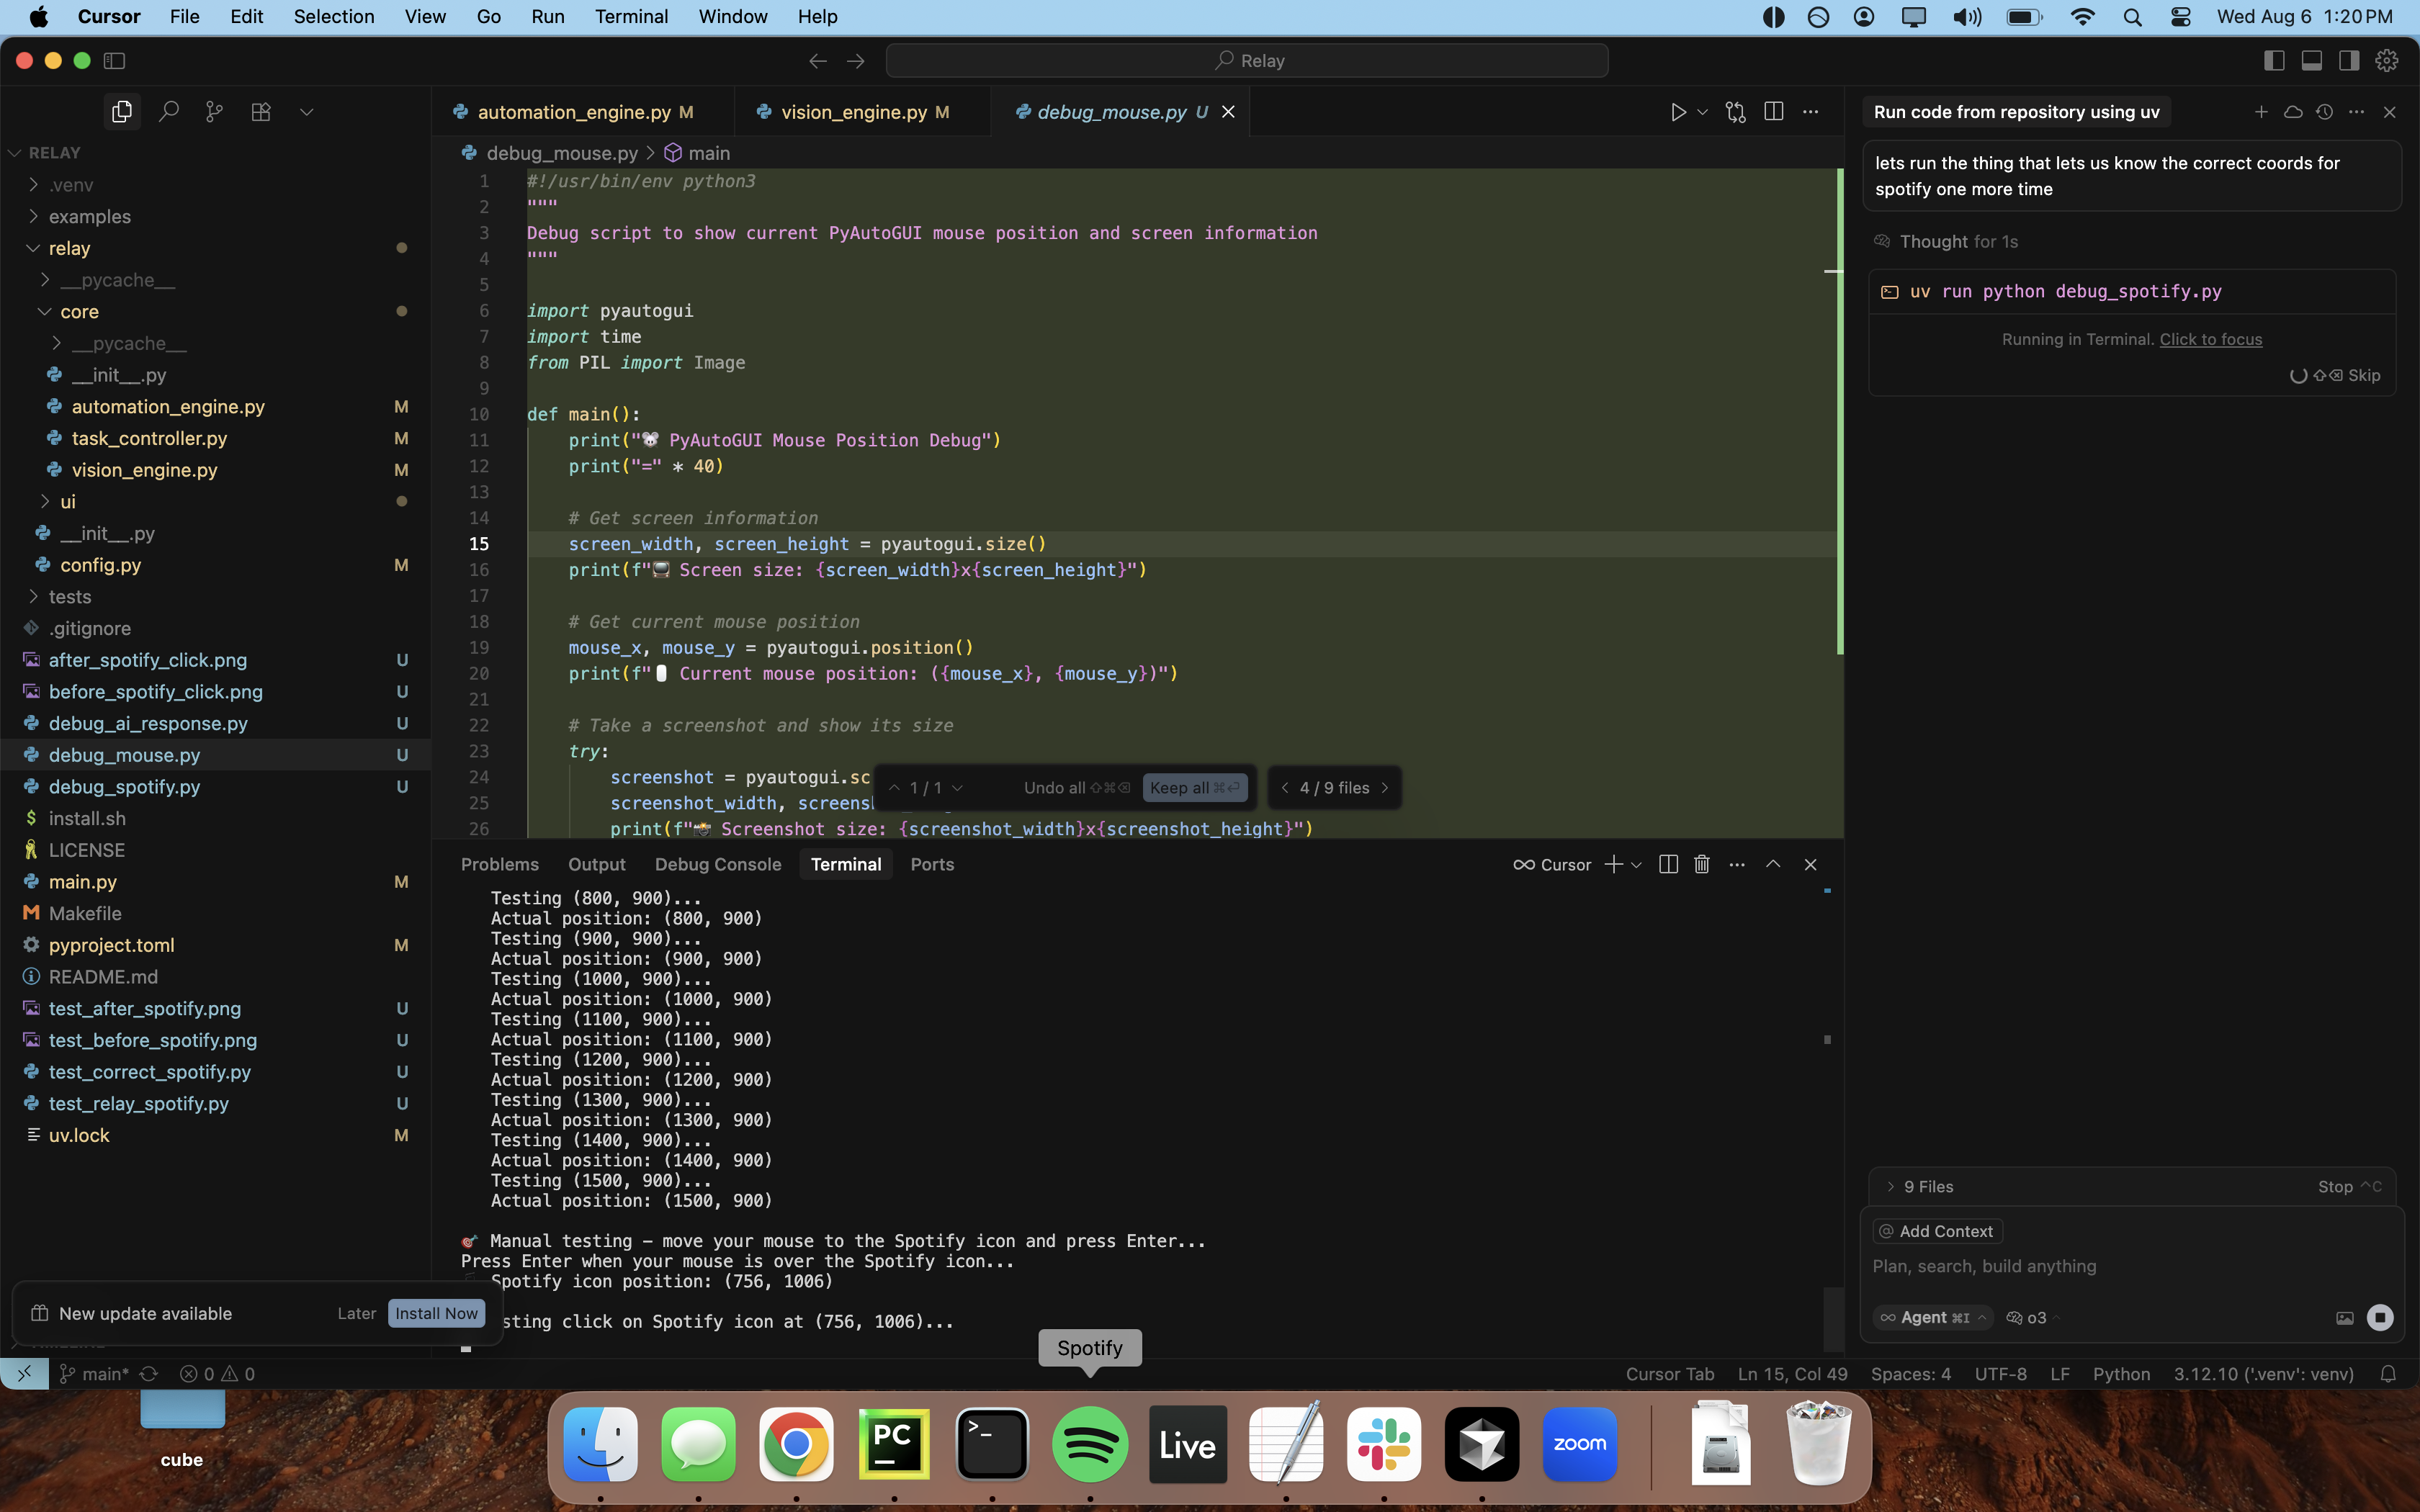 Cursor File Edit Selection View Go Run Terminal Window Help
Wed Aug 6 1:20 PM
Relay
RELAY
.venv
examples
relay
__pycache__
core
__pycache__
__init__.py
automation_engine.py M
task_controller.py M
vision_engine.py M
ui
__init__.py
config.py M
tests
.gitignore
after_spotify_click.png U
before_spotify_click.png U
debug_ai_response.py U
debug_mouse.py U
debug_spotify.py U
install.sh
LICENSE
main.py M
Makefile
pyproject.toml M
README.md
test_after_spotify.png U
test_before_spotify.png U
test_correct_spotify.py U
test_relay_spotify.py U
uv.lock M
New update available Later Install Now
automation_engine.py M vision_engine.py M debug_mouse.py U
debug_mouse.py > main
1 #!/usr/bin/env python3
2 """
3 Debug script to show current PyAutoGUI mouse position and screen information
4 """
5
6 import pyautogui
7 import time
8 from PIL import Image
9
10 def main():
11 print("🐭 PyAutoGUI Mouse Position Debug")
12 print("=" * 40)
13
14 # Get screen information
15 screen_width, screen_height = pyautogui.size()
16 print(f"🖥️ Screen size: {screen_width}x{screen_height}")
17
18 # Get current mouse position
19 mouse_x, mouse_y = pyautogui.position()
20 print(f"🖱️ Current mouse position: ({mouse_x}, {mouse_y})")
21
22 # Take a screenshot and show its size
23 try:
24 screenshot = pyautogui.sc
25 screenshot_width, screens
26 print(f"📸 Screenshot size: {screenshot_width}x{screenshot_height}")
1 / 1 Undo all ⇧⌘⌫ Keep all ⌘⏎ 4 / 9 files
Problems Output Debug Console Terminal Ports
Cursor
Testing (800, 900)...
Actual position: (800, 900)
Testing (900, 900)...
Actual position: (900, 900)
Testing (1000, 900)...
Actual position: (1000, 900)
Testing (1100, 900)...
Actual position: (1100, 900)
Testing (1200, 900)...
Actual position: (1200, 900)
Testing (1300, 900)...
Actual position: (1300, 900)
Testing (1400, 900)...
Actual position: (1400, 900)
Testing (1500, 900)...
Actual position: (1500, 900)
🎯 Manual testing - move your mouse to the Spotify icon and press Enter...
Press Enter when your mouse is over the Spotify icon...
Spotify icon position: (756, 1006)
sting click on Spotify icon at (756, 1006)...
Run code from repository using uv
lets run the thing that lets us know the correct coords for
spotify one more time
Thought for 1s
uv run python debug_spotify.py
Running in Terminal. Click to focus
⇧⌫ Skip
9 Files Stop ^C
@ Add Context
Plan, search, build anything
∞ Agent ⌘I o3
main* 0 0
Cursor Tab Ln 15, Col 49 Spaces: 4 UTF-8 LF Python 3.12.10 ('.venv': venv)
Spotify
cube
PC
>_
Live
zoom